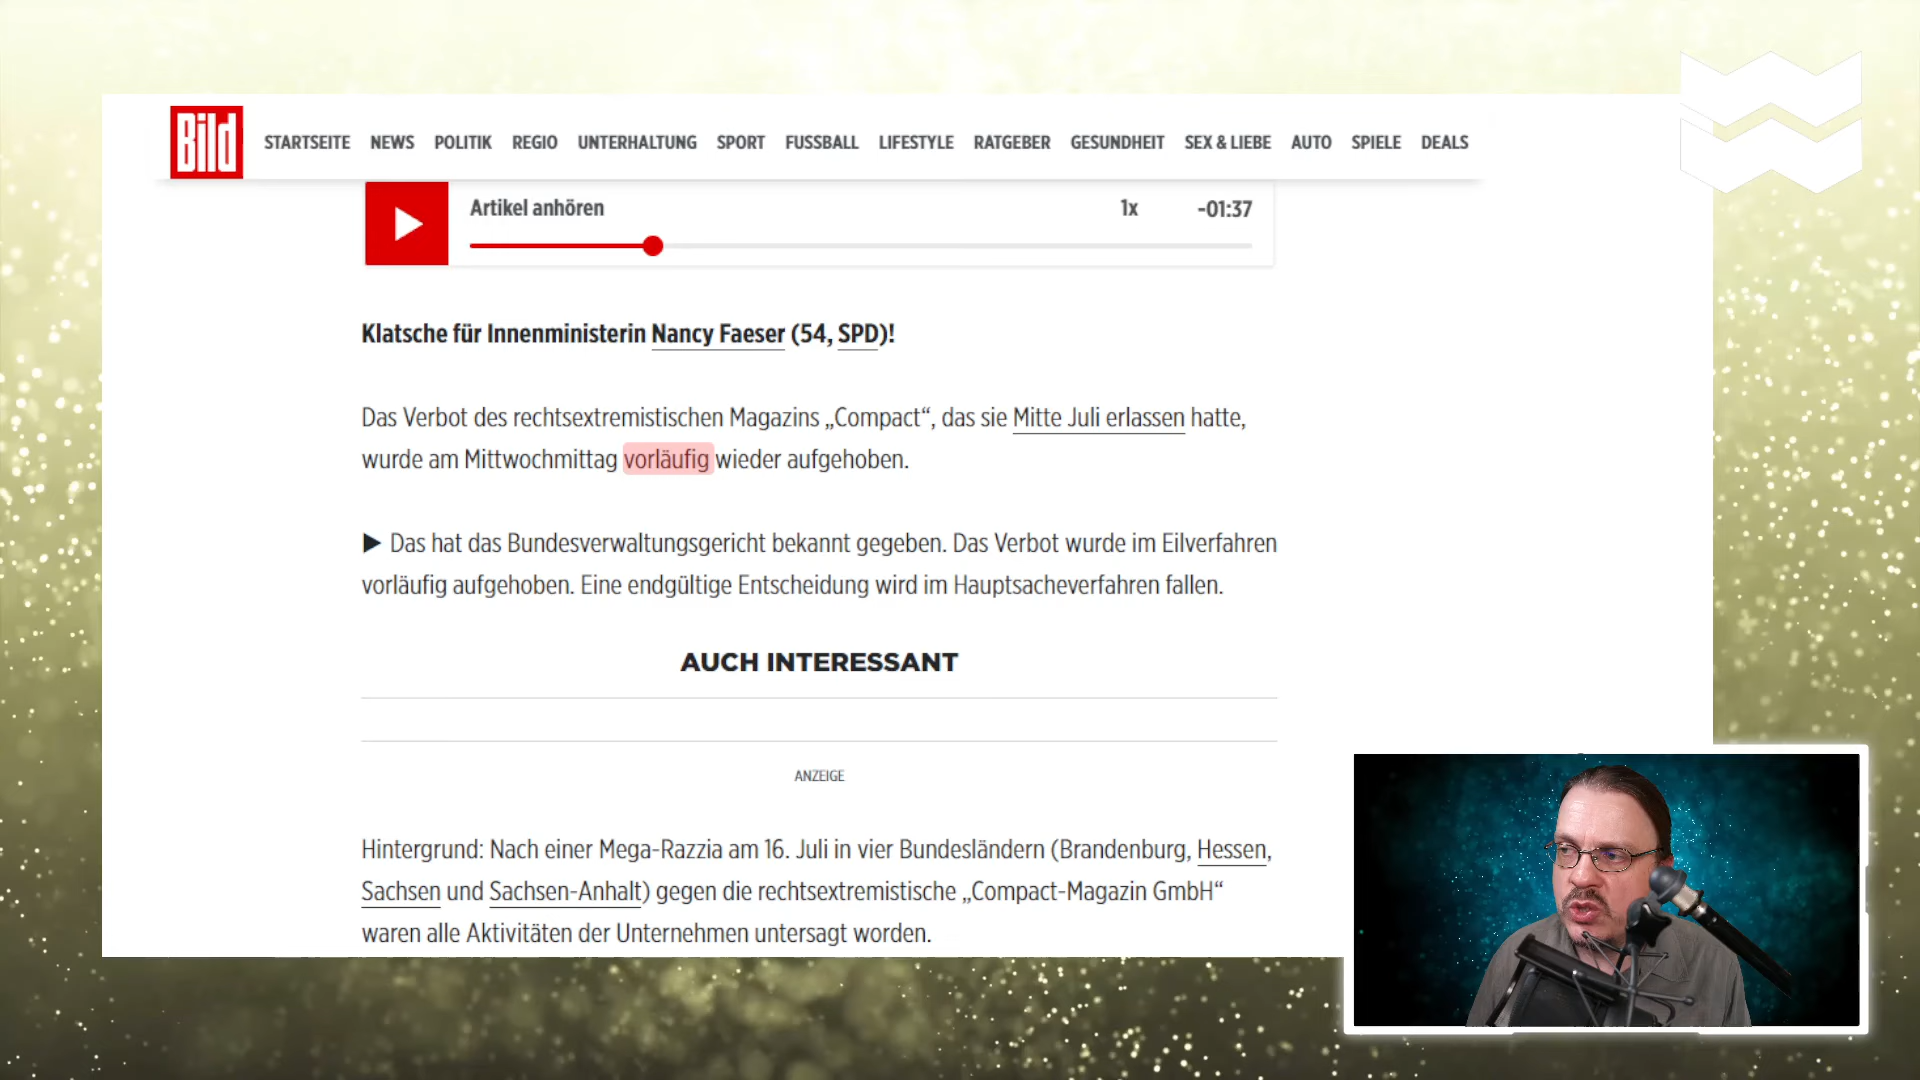 Bild
STARTSEITE NEWS POLITIK REGIO UNTERHALTUNG SPORT FUSSBALL LIFESTYLE RATGEBER GESUNDHEIT SEX & LIEBE AUTO SPIELE DEALS
Artikel anhören 1x -01:37
Klatsche für Innenministerin Nancy Faeser (54, SPD)!
Das Verbot des rechtsextremistischen Magazins „Compact“, das sie Mitte Juli erlassen hatte,
wurde am Mittwochmittag vorläufig wieder aufgehoben.
▶ Das hat das Bundesverwaltungsgericht bekannt gegeben. Das Verbot wurde im Eilverfahren
vorläufig aufgehoben. Eine endgültige Entscheidung wird im Hauptsacheverfahren fallen.
AUCH INTERESSANT
ANZEIGE
Hintergrund: Nach einer Mega-Razzia am 16. Juli in vier Bundesländern (Brandenburg, Hessen,
Sachsen und Sachsen-Anhalt) gegen die rechtsextremistische „Compact-Magazin GmbH“
waren alle Aktivitäten der Unternehmen untersagt worden.